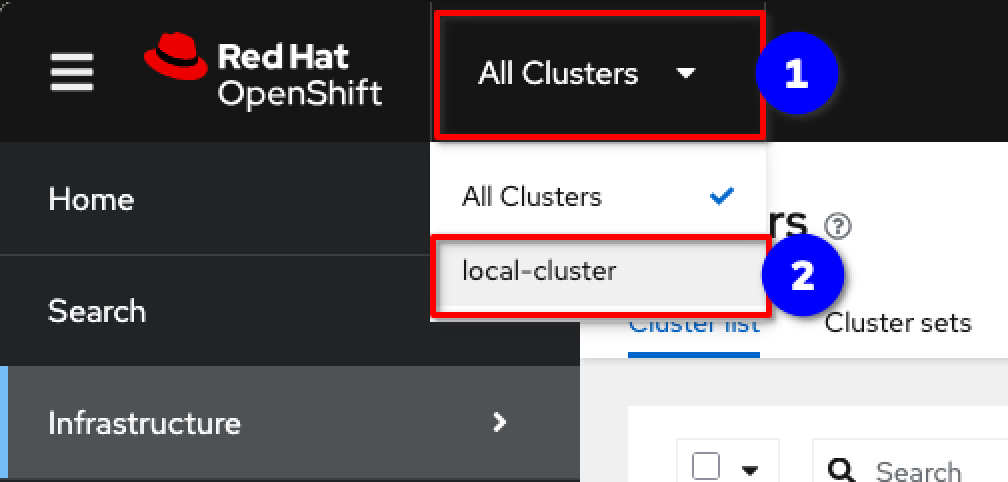 Red Hat
OpenShift
All Clusters
1
Home
All Clusters
rs
local-cluster
2
Search
Cluster list
Cluster sets
Infrastructure
Search